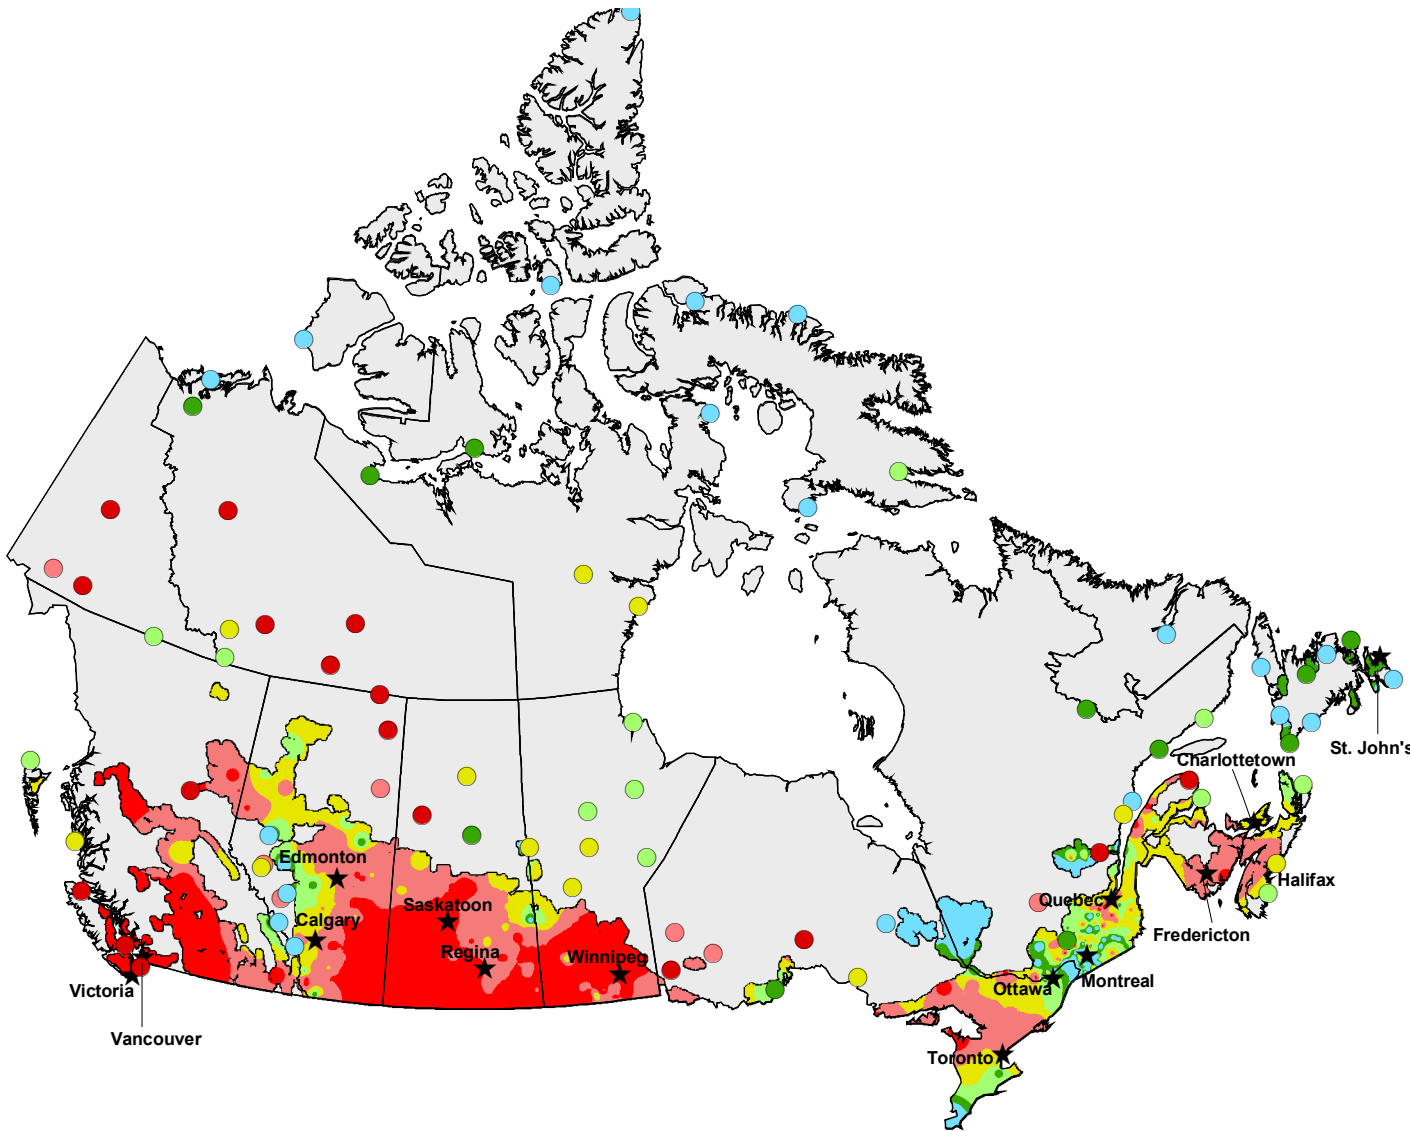 St. John's
Charlottetown
Edmonton
Halifax
Quebec
Saskatoon
Calgary
Fredericton
Regina
Winnipeg
Montreal
Ottawa
Victoria
Vancouver
Toronto